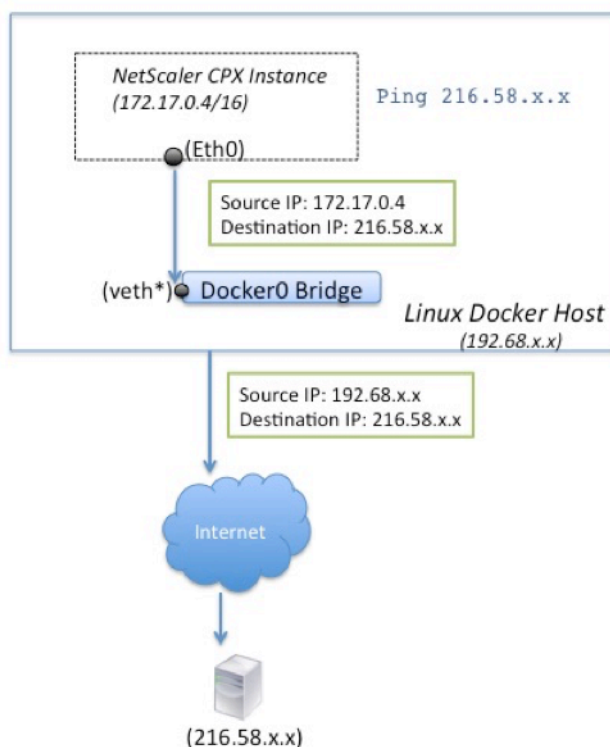 NetScaler CPX Instance
(172.17.0.4/16)
Ping 216.58.x.x
(Eth0)
Source IP: 172.17.0.4
Destination IP: 216.58.x.x
(veth*)
Docker0 Bridge
Linux Docker Host
(192.68.x.x)
Source IP: 192.68.x.x
Destination IP: 216.58.x.x
Internet
(216.58.x.x)